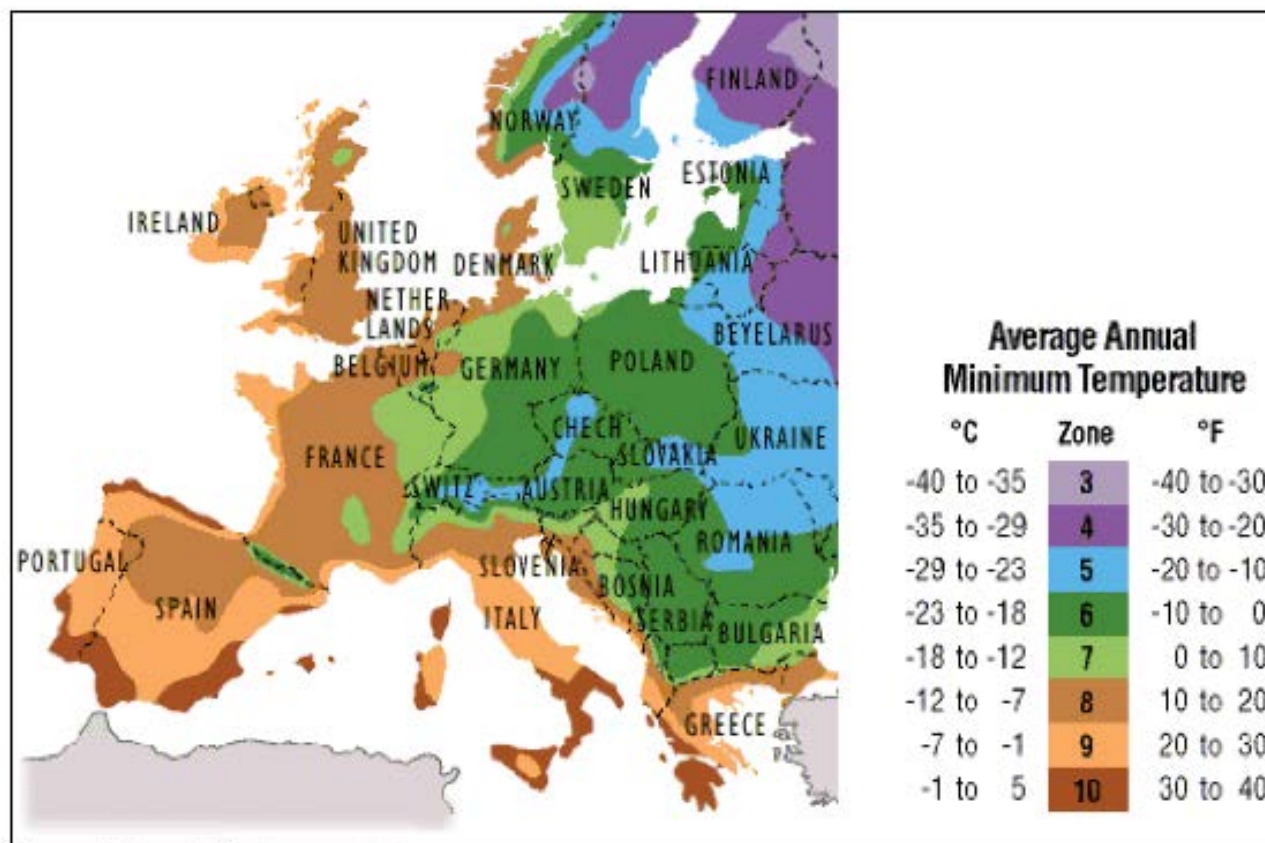 FINLAND
NORWAY
ESTONIA
SWEDEN
IRELAND
UNITED
KINGDOM
DENMARK
LITHUANIA
NETHER-
LANDS
BEYELARUS
BELGIUM
GERMANY
POLAND
CHECH
UKRAINE
FRANCE
SLOVAKIA
SWITZ
AUSTRIA
HUNGARY
ROMANIA
PORTUGAL
SLOVENIA
BOSNIA
SPAIN
ITALY
SERBIA
BULGARIA
GREECE
Average Annual
Minimum Temperature
°C Zone °F
-40 to -35 3 -40 to -30
-35 to -29 4 -30 to -20
-29 to -23 5 -20 to -10
-23 to -18 6 -10 to 0
-18 to -12 7 0 to 10
-12 to -7 8 10 to 20
-7 to -1 9 20 to 30
-1 to 5 10 30 to 40